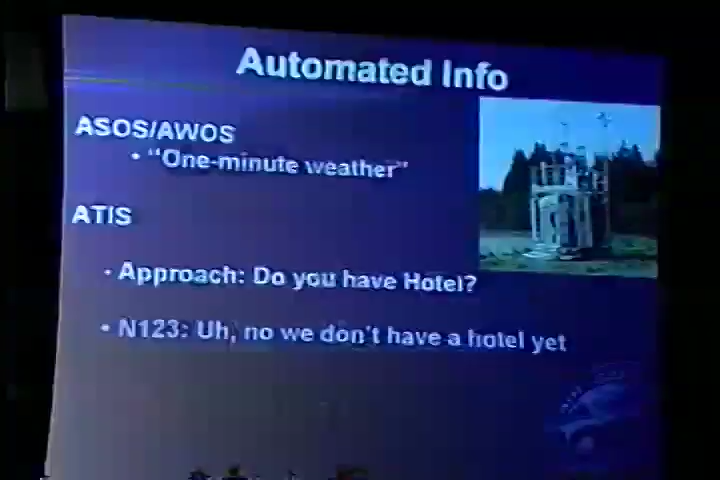 Automated Info
ASOS/AWOS
• "One-minute weather"
ATIS
• Approach: Do you have Hotel?
• N123: Uh, no we don't have a hotel yet